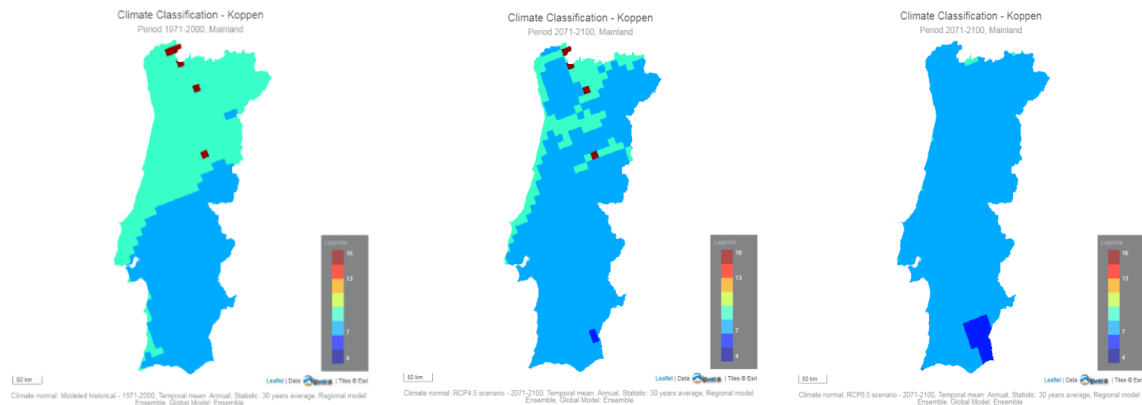 Climate Classification - Koppen
Period 1971-2000, Mainland
Legenda
16
13
7
4
50 km
Leaflet | Data
| Tiles © Esri
Climate normal: Modeled historical - 1971-2000, Temporal mean: Annual, Statistic: 30 years average, Regional model:
Ensemble, Global Model: Ensemble
Climate Classification - Koppen
Period 2071-2100, Mainland
Legenda
16
13
7
4
50 km
Leaflet | Data
| Tiles © Esri
Climate normal: RCP4.5 scenario - 2071-2100, Temporal mean: Annual, Statistic: 30 years average, Regional model:
Ensemble, Global Model: Ensemble
Climate Classification - Koppen
Period 2071-2100, Mainland
Legenda
16
13
7
4
50 km
Leaflet | Data
| Tiles © Esri
Climate normal: RCP8.5 scenario - 2071-2100, Temporal mean: Annual, Statistic: 30 years average, Regional model:
Ensemble, Global Model: Ensemble